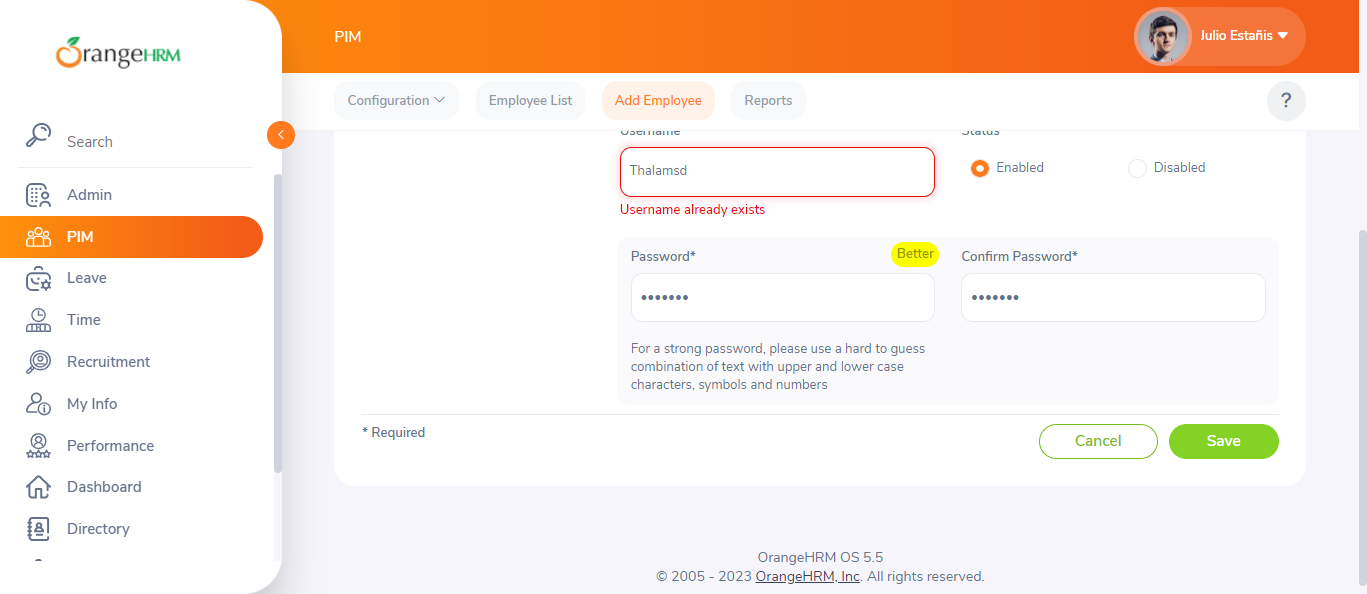 OrangeHRM
PIM
Julio Estañis
Configuration
Employee List
Add Employee
Reports
?
Search
Admin
PIM
Leave
Time
Recruitment
My Info
Performance
Dashboard
Directory
Username
Status
Thalamsd
Enabled
Disabled
Username already exists
Password*
Better
Confirm Password*
•••••••
•••••••
For a strong password, please use a hard to guess
combination of text with upper and lower case
characters, symbols and numbers
* Required
Cancel
Save
OrangeHRM OS 5.5
© 2005 - 2023 OrangeHRM, Inc. All rights reserved.